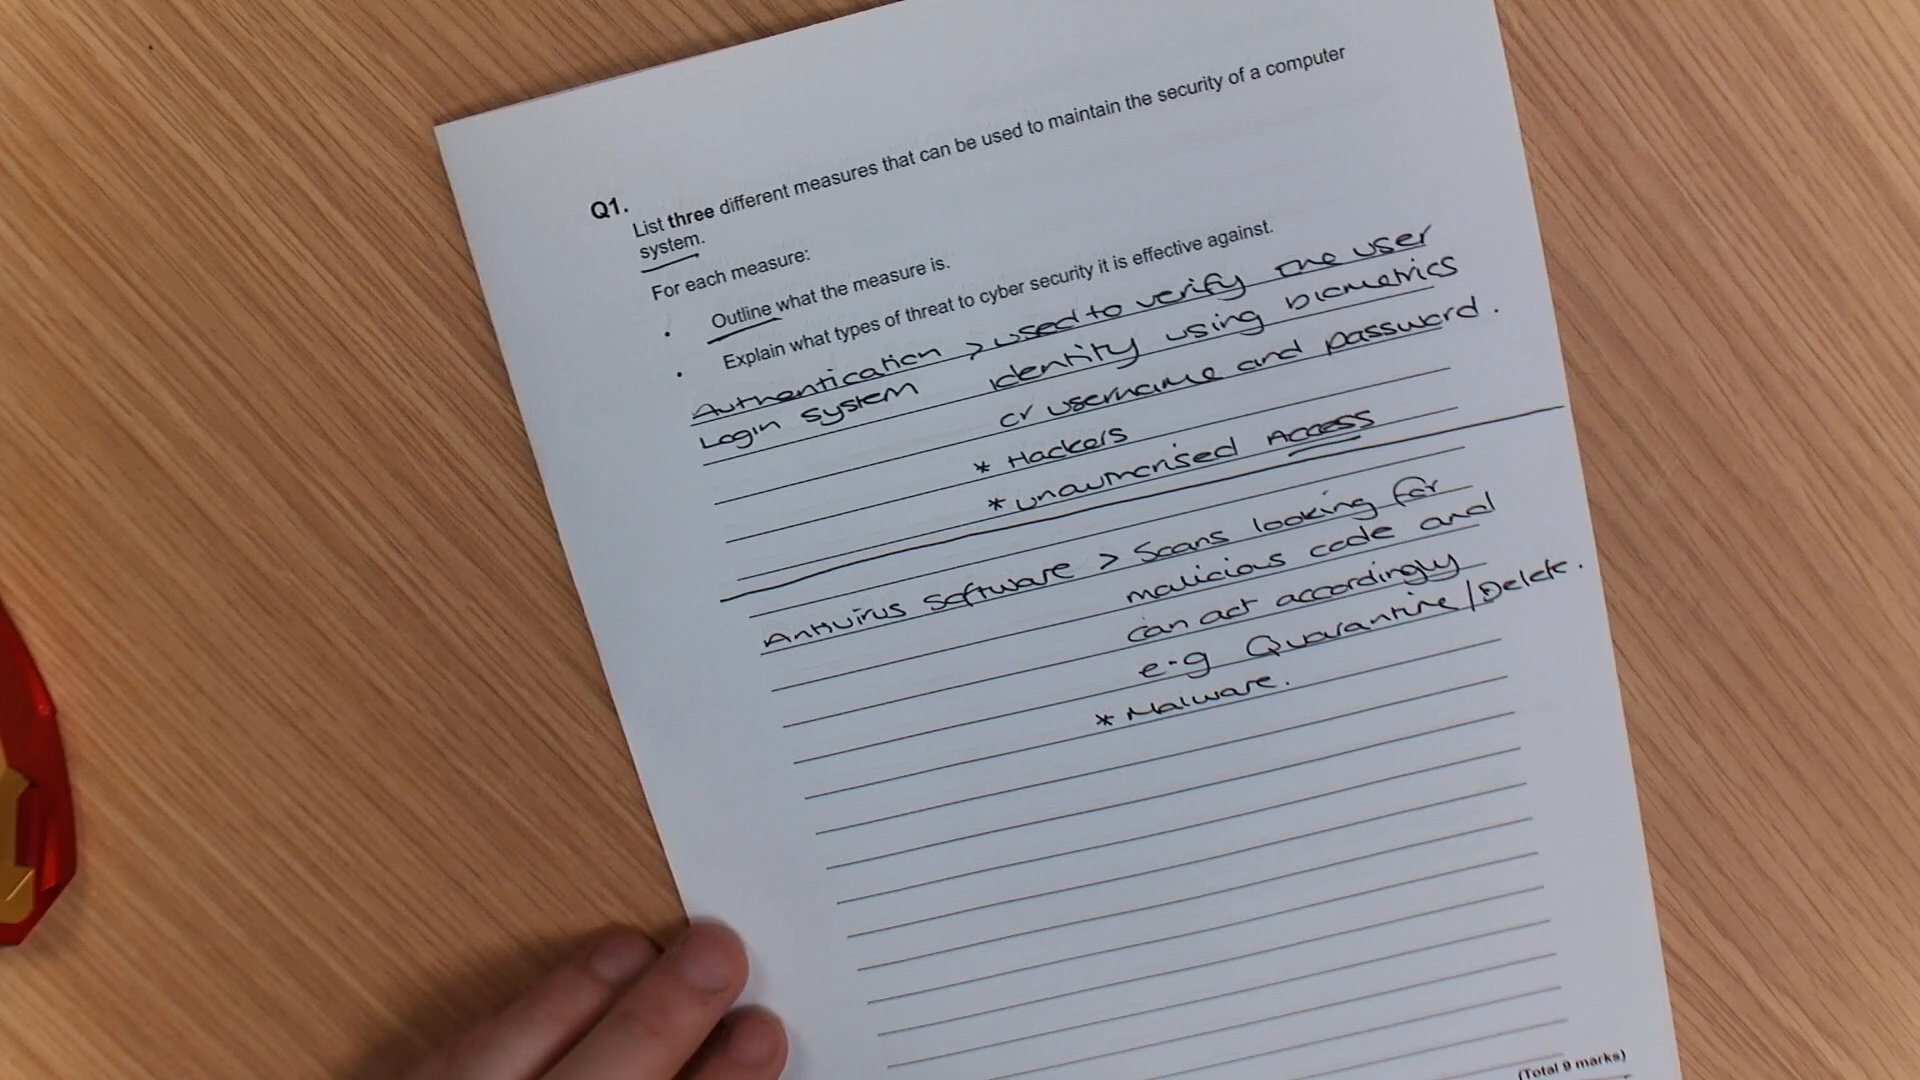 Q1.
List three different measures that can be used to maintain the security of a computer
system.
For each measure:
• Outline what the measure is.
• Explain what types of threat to cyber security it is effective against.
Authentication > used to verify the user
Login System identity using biometrics
or username and password.
* Hackers
* unauthorised Access
Antivirus Software > Scans looking for
malicious code and
can act accordingly
e.g Quarantine/Delete.
* Malware.
(Total 9 marks)